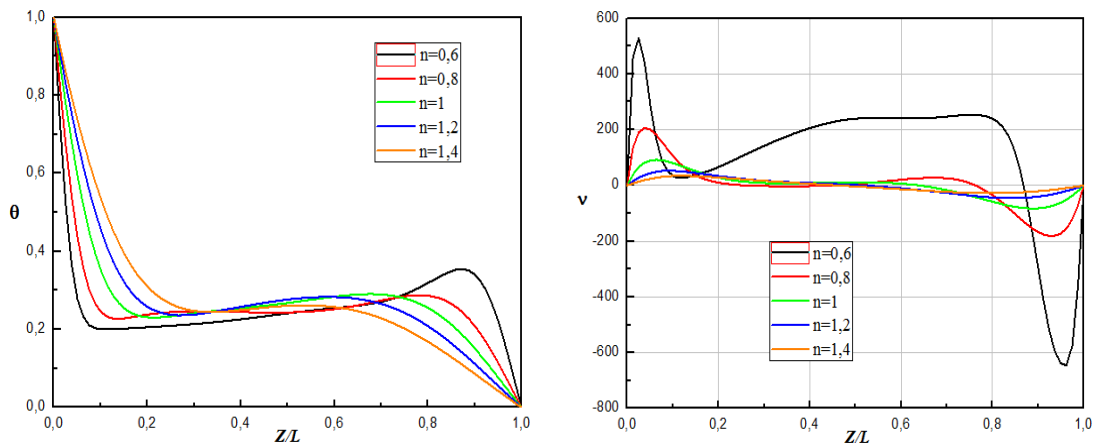 1,0
0,8
0,6
0,4
0,2
0,0
θ
n=0,6
n=0,8
n=1
n=1,2
n=1,4
0,0 0,2 0,4 0,6 0,8 1,0
Z/L
600
400
200
0
-200
-400
-600
-800
ν
n=0,6
n=0,8
n=1
n=1,2
n=1,4
0,0 0,2 0,4 0,6 0,8 1,0
Z/L